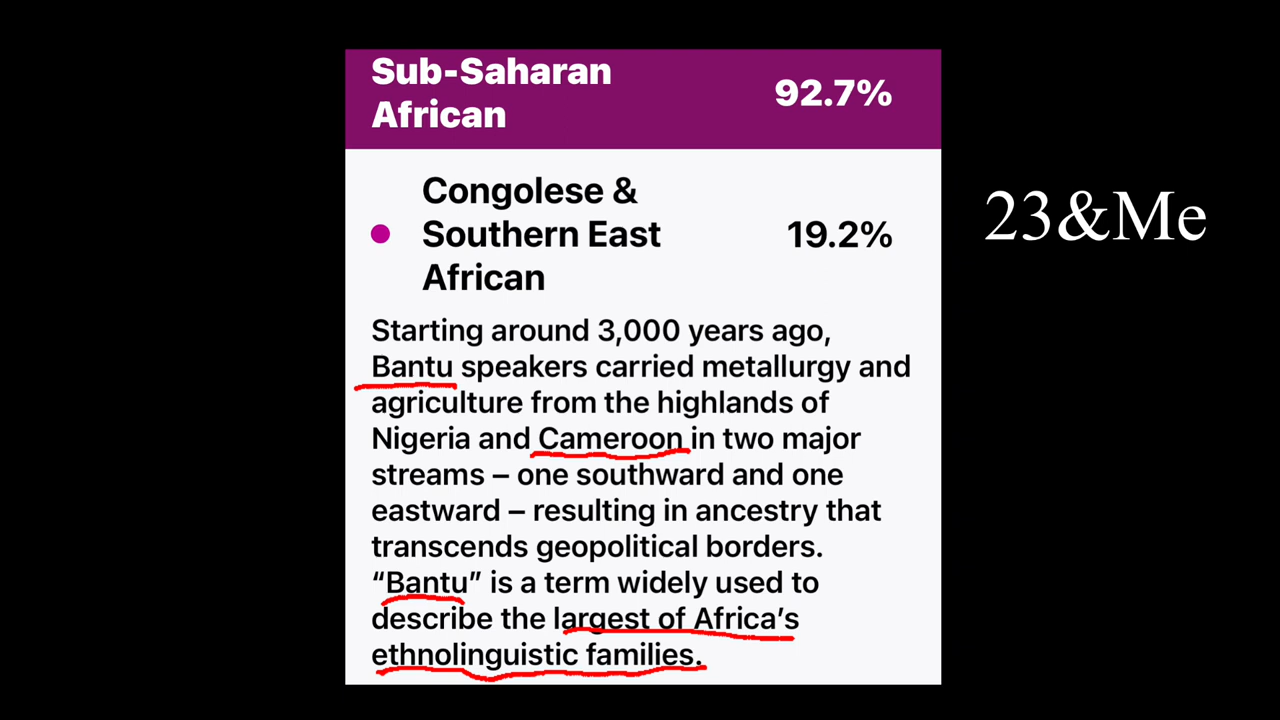 Sub-Saharan
African
92.7%
23&Me
Congolese &
Southern East
African
19.2%
Starting around 3,000 years ago,
Bantu speakers carried metallurgy and
agriculture from the highlands of
Nigeria and Cameroon in two major
streams – one southward and one
eastward – resulting in ancestry that
transcends geopolitical borders.
“Bantu” is a term widely used to
describe the largest of Africa’s
ethnolinguistic families.